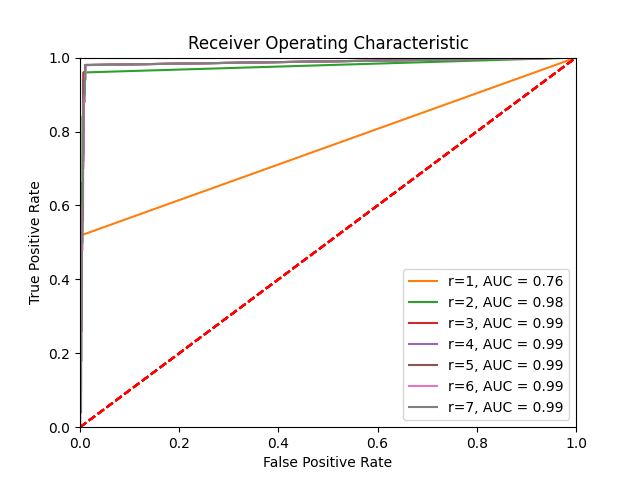 Receiver Operating Characteristic
True Positive Rate
1.0
0.8
0.6
0.4
0.2
0.0
r=1, AUC = 0.76
r=2, AUC = 0.98
r=3, AUC = 0.99
r=4, AUC = 0.99
r=5, AUC = 0.99
r=6, AUC = 0.99
r=7, AUC = 0.99
0.0 0.2 0.4 0.6 0.8 1.0
False Positive Rate